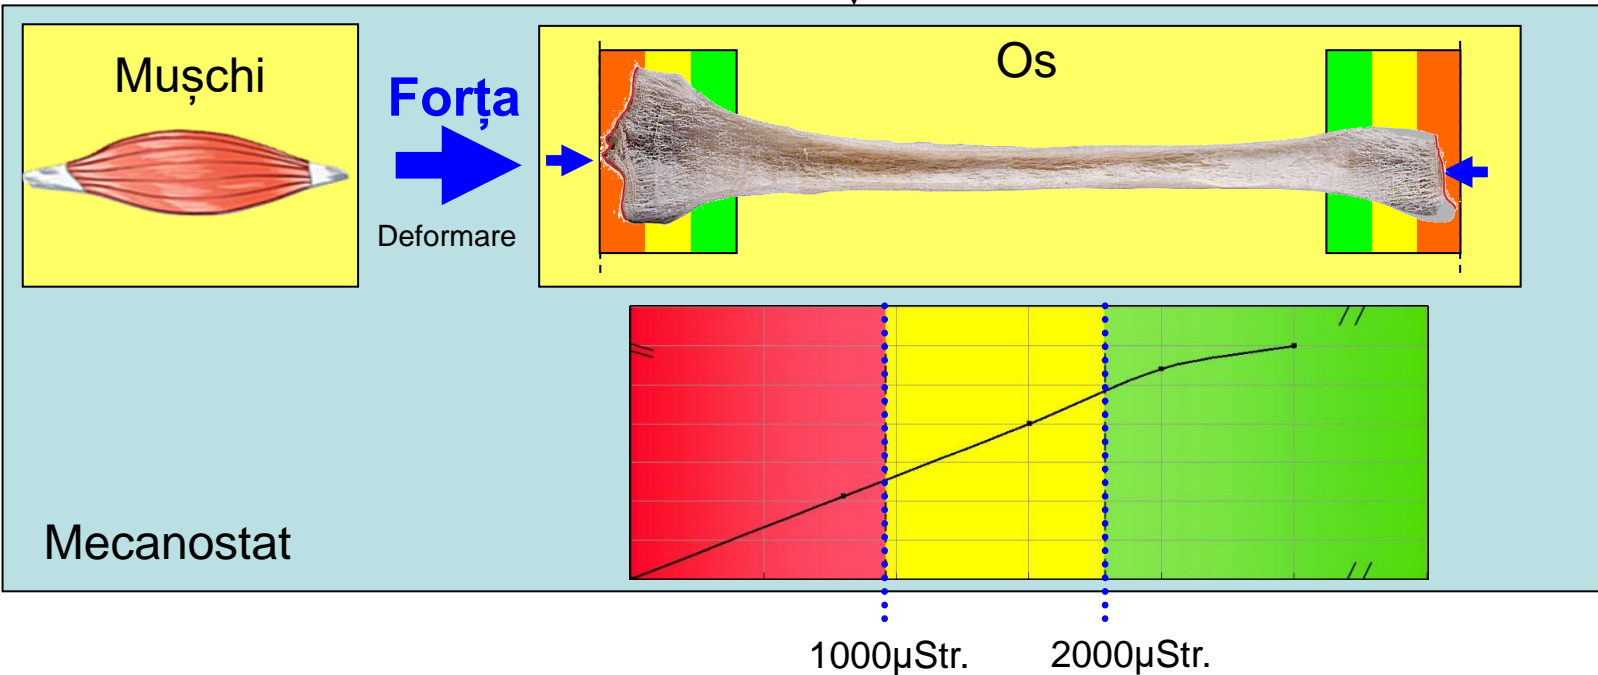 Mușchi
Forța
Deformare
Os
Mecanostat
1000µStr.
2000µStr.